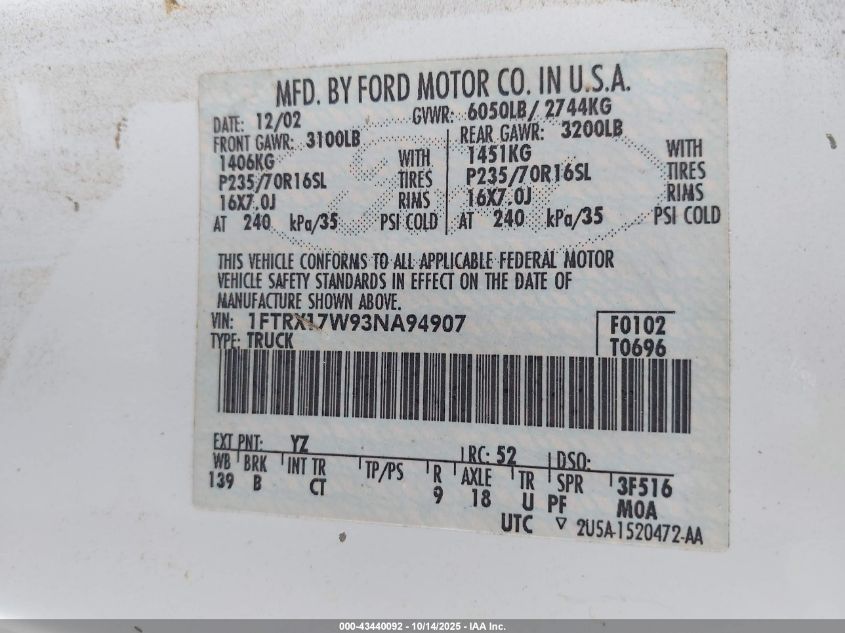 MFD. BY FORD MOTOR CO. IN U.S.A.
DATE: 12/02 GVWR: 6050LB/ 2744KG
FRONT GAWR: 3100LB REAR GAWR: 3200LB
1406KG WITH 1451KG WITH
P235/70R16SL TIRES P235/70R16SL TIRES
16X7.0J RIMS 16X7.0J RIMS
AT 240 kPa/35 PSI COLD AT 240 kPa/35 PSI COLD
THIS VEHICLE CONFORMS TO ALL APPLICABLE FEDERAL MOTOR
VEHICLE SAFETY STANDARDS IN EFFECT ON THE DATE OF
MANUFACTURE SHOWN ABOVE.
VIN: 1FTRX17W93NA94907 F0102
TYPE: TRUCK T0696
EXT PNT: YZ RC: 52 DSO:
WB BRK INT TR TP/PS R AXLE TR SPR 3F516
139 B CT 9 18 U PF M0A
UTC ▽ 2U5A-1520472-AA
000-43440092 - 10/14/2025 - IAA Inc.